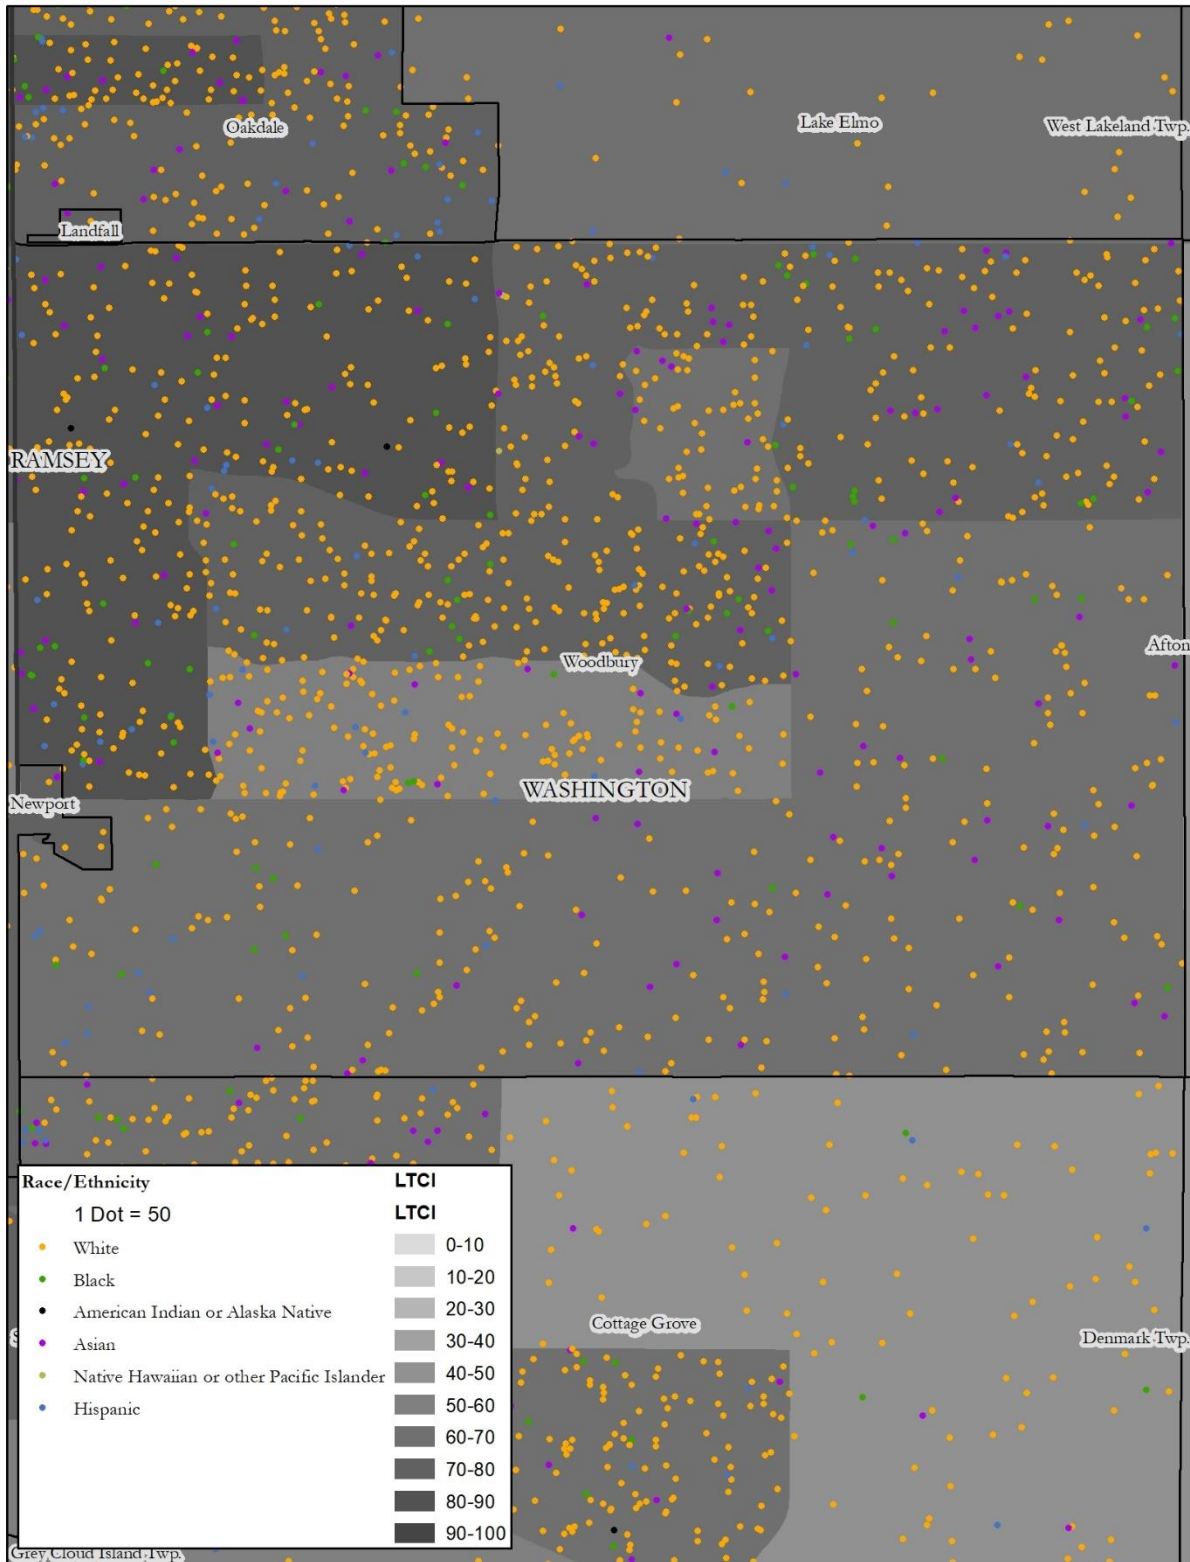 Oakdale
Lake Elmo
West Lakeland Twp.
Landfall
RAMSEY
Woodbury
Afton
WASHINGTON
Newport
Race/Ethnicity
1 Dot = 50
White
Black
American Indian or Alaska Native
Asian
Native Hawaiian or other Pacific Islander
Hispanic
LTCI
LTCI
0-10
10-20
20-30
30-40
40-50
50-60
60-70
70-80
80-90
90-100
Cottage Grove
Denmark Twp.
Grey Cloud Island Twp.